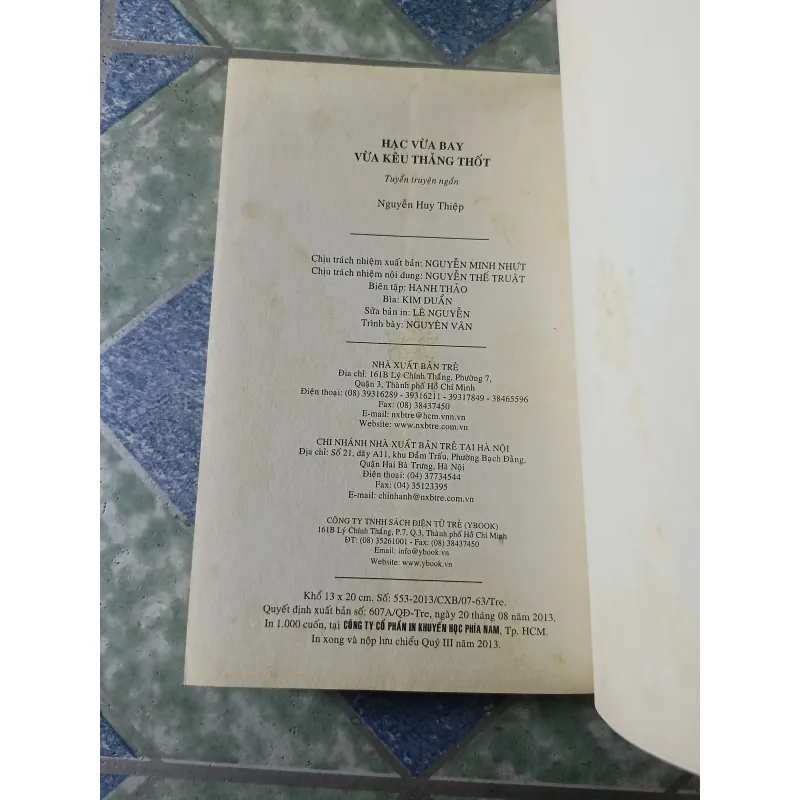 HẠC VỪA BAY
VỪA KÊU THẢNG THỐT
Tuyển truyện ngắn
Nguyễn Huy Thiệp
Chịu trách nhiệm xuất bản: NGUYỄN MINH NHỰT
Chịu trách nhiệm nội dung: NGUYỄN THẾ TRUẬT
Biên tập: HẠNH THẢO
Bìa: KIM DUẨN
Sửa bản in: LÊ NGUYỄN
Trình bày: NGUYÊN VÂN
NHÀ XUẤT BẢN TRẺ
Địa chỉ: 161B Lý Chính Thắng, Phường 7,
Quận 3, Thành phố Hồ Chí Minh
Điện thoại: (08) 39316289 - 39316211 - 39317849 - 38465596
Fax: (08) 38437450
E-mail: nxbtre@hcm.vnn.vn
Website: www.nxbtre.com.vn
CHI NHÁNH NHÀ XUẤT BẢN TRẺ TẠI HÀ NỘI
Địa chỉ: Số 21, dãy A11, khu Đầm Trấu, Phường Bạch Đằng,
Quận Hai Bà Trưng, Hà Nội
Điện thoại: (04) 37734544
Fax: (04) 35123395
E-mail: chinhanh@nxbtre.com.vn
CÔNG TY TNHH SÁCH ĐIỆN TỬ TRẺ (YBOOK)
161B Lý Chính Thắng, P.7, Q.3, Thành phố Hồ Chí Minh
ĐT: (08) 35261001 - Fax: (08) 38437450
Email: info@ybook.vn
Website: www.ybook.vn
Khổ 13 x 20 cm. Số: 553-2013/CXB/07-63/Tre.
Quyết định xuất bản số: 607A/QĐ-Tre, ngày 20 tháng 08 năm 2013.
In 1.000 cuốn, tại CÔNG TY CỔ PHẦN IN KHUYẾN HỌC PHÍA NAM, Tp. HCM.
In xong và nộp lưu chiểu Quý III năm 2013.